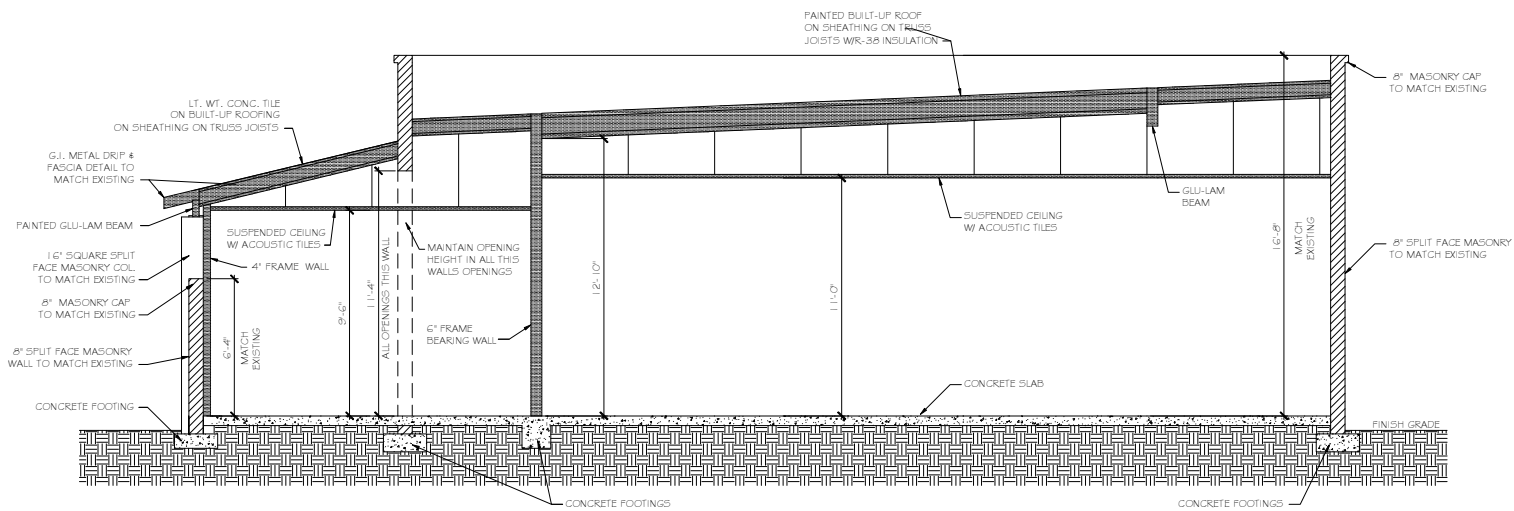 PAINTED BUILT-UP ROOF
ON SHEATHING ON TRUSS
JOISTS W/R-38 INSULATION
8" MASONRY CAP
TO MATCH EXISTING
LT. WT. CONC. TILE
ON BUILT-UP ROOFING
ON SHEATHING ON TRUSS JOISTS
G.I. METAL DRIP &
FASCIA DETAIL TO
MATCH EXISTING
PAINTED GLU-LAM BEAM
16" SQUARE SPLIT
FACE MASONRY COL.
TO MATCH EXISTING
8" MASONRY CAP
TO MATCH EXISTING
8" SPLIT FACE MASONRY
WALL TO MATCH EXISTING
CONCRETE FOOTING
SUSPENDED CEILING
W/ ACOUSTIC TILES
4" FRAME WALL
6'-4"
MATCH
EXISTING
9'-6"
11'-4"
ALL OPENINGS THIS WALL
MAINTAIN OPENING
HEIGHT IN ALL THIS
WALLS OPENINGS
6" FRAME
BEARING WALL
12'-10"
11'-0"
SUSPENDED CEILING
W/ ACOUSTIC TILES
GLU-LAM
BEAM
16'-8"
MATCH
EXISTING
8" SPLIT FACE MASONRY
TO MATCH EXISTING
CONCRETE SLAB
FINISH GRADE
CONCRETE FOOTINGS
CONCRETE FOOTINGS